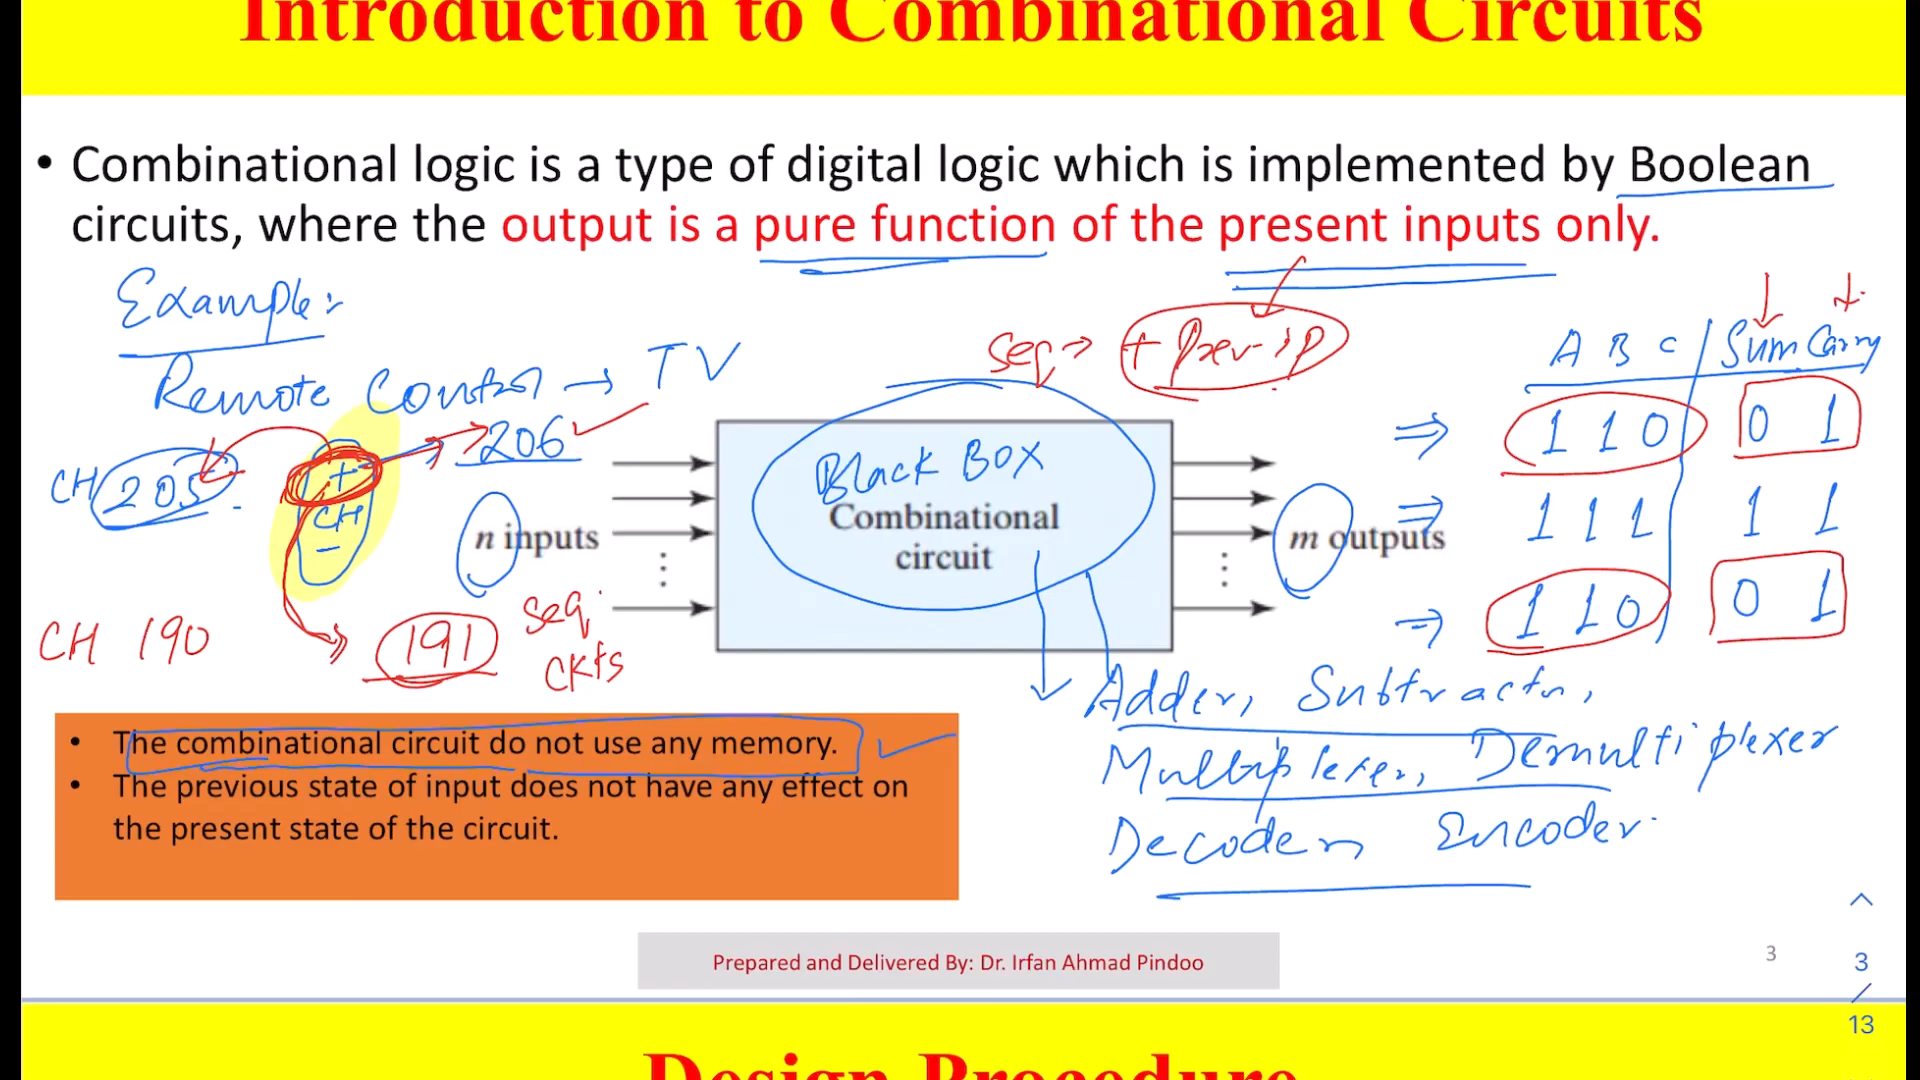 Introduction to Combinational Circuits
• Combinational logic is a type of digital logic which is implemented by Boolean
circuits, where the output is a pure function of the present inputs only.
Example:
Remote Control → TV
Seq → + Prev. ip
A B C Sum Carry
CH 205
+
CH
−
206
⇒ 1 1 0 0 1
⇒ 1 1 1 1 1
⇒ 1 1 0 0 1
n inputs
Black Box
Combinational
circuit
m outputs
CH 190
191
Seq.
CKts
• The combinational circuit do not use any memory.
• The previous state of input does not have any effect on
the present state of the circuit.
Adder, Subtractor,
Multiplexer, Demultiplexer
Decoder, Encoder.
Prepared and Delivered By: Dr. Irfan Ahmad Pindoo
3
3
/
13
Design Procedure